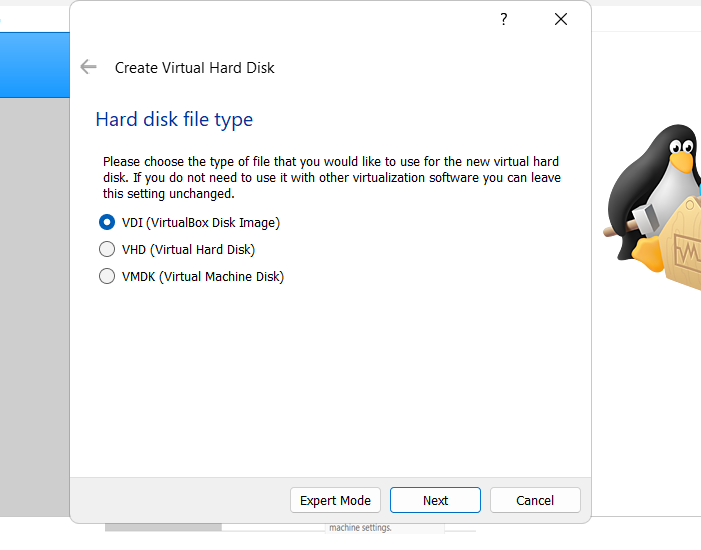 ?
Create Virtual Hard Disk
Hard disk file type
Please choose the type of file that you would like to use for the new virtual hard
disk. If you do not need to use it with other virtualization software you can leave
this setting unchanged.
VDI (VirtualBox Disk Image)
VHD (Virtual Hard Disk)
VMDK (Virtual Machine Disk)
Expert Mode
Next
Cancel
machine settings.